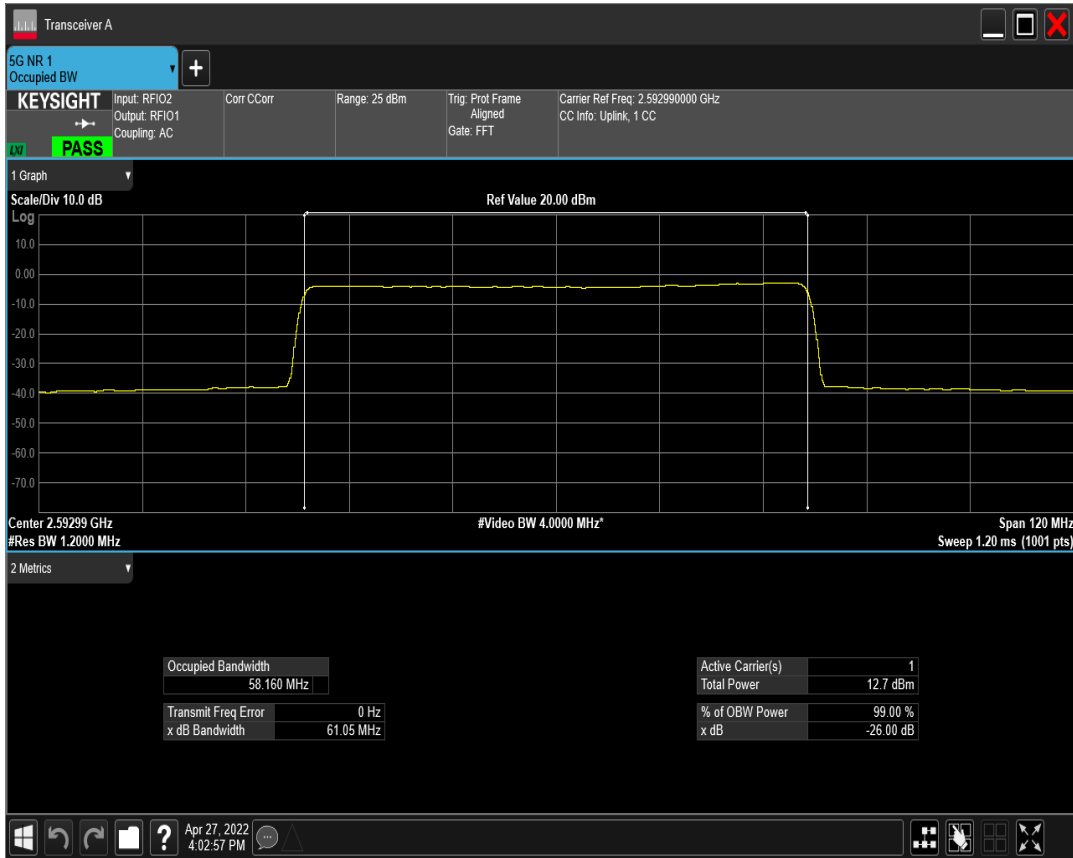 Transceiver A
5G NR 1
Occupied BW
+
KEYSIGHT
LXI
PASS
Input: RFIO2
Output: RFIO1
Coupling: AC
Corr CCorr
Range: 25 dBm
Trig: Prot Frame
Aligned
Gate: FFT
Carrier Ref Freq: 2.592990000 GHz
CC Info: Uplink, 1 CC
1 Graph
Scale/Div 10.0 dB
Ref Value 20.00 dBm
Log
10.0
0.00
-10.0
-20.0
-30.0
-40.0
-50.0
-60.0
-70.0
Center 2.59299 GHz
#Video BW 4.0000 MHz*
Span 120 MHz
#Res BW 1.2000 MHz
Sweep 1.20 ms (1001 pts)
2 Metrics
Occupied Bandwidth
58.160 MHz
Transmit Freq Error 0 Hz
x dB Bandwidth 61.05 MHz
Active Carrier(s) 1
Total Power 12.7 dBm
% of OBW Power 99.00 %
x dB -26.00 dB
?
Apr 27, 2022
4:02:57 PM